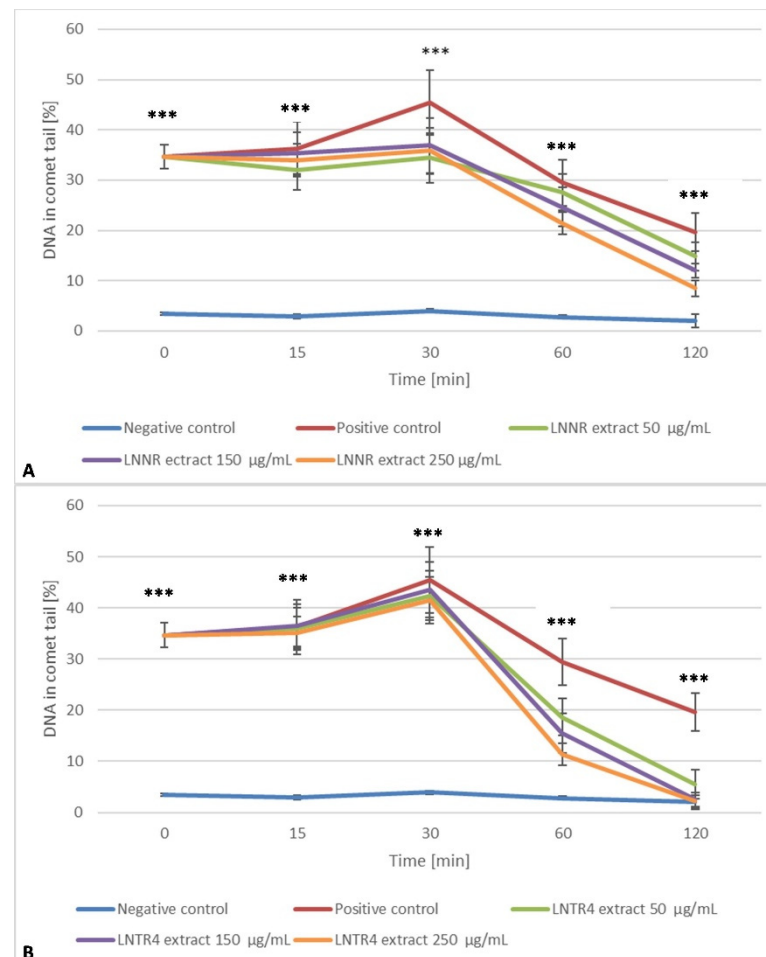 60
***
50
***
***
40
***
30
***
20
10
0
DNA in comet tail [%]
0 15 30 60 120
Time [min]
Negative control Positive control LNNR extract 50 µg/mL
LNNR ectract 150 µg/mL LNNR extract 250 µg/mL
A
60
***
50
***
***
40
***
30
***
20
10
0
DNA in comet tail [%]
0 15 30 60 120
Time [min]
Negative control Positive control LNTR4 extract 50 µg/mL
LNTR4 extract 150 µg/mL LNTR4 extract 250 µg/mL
B